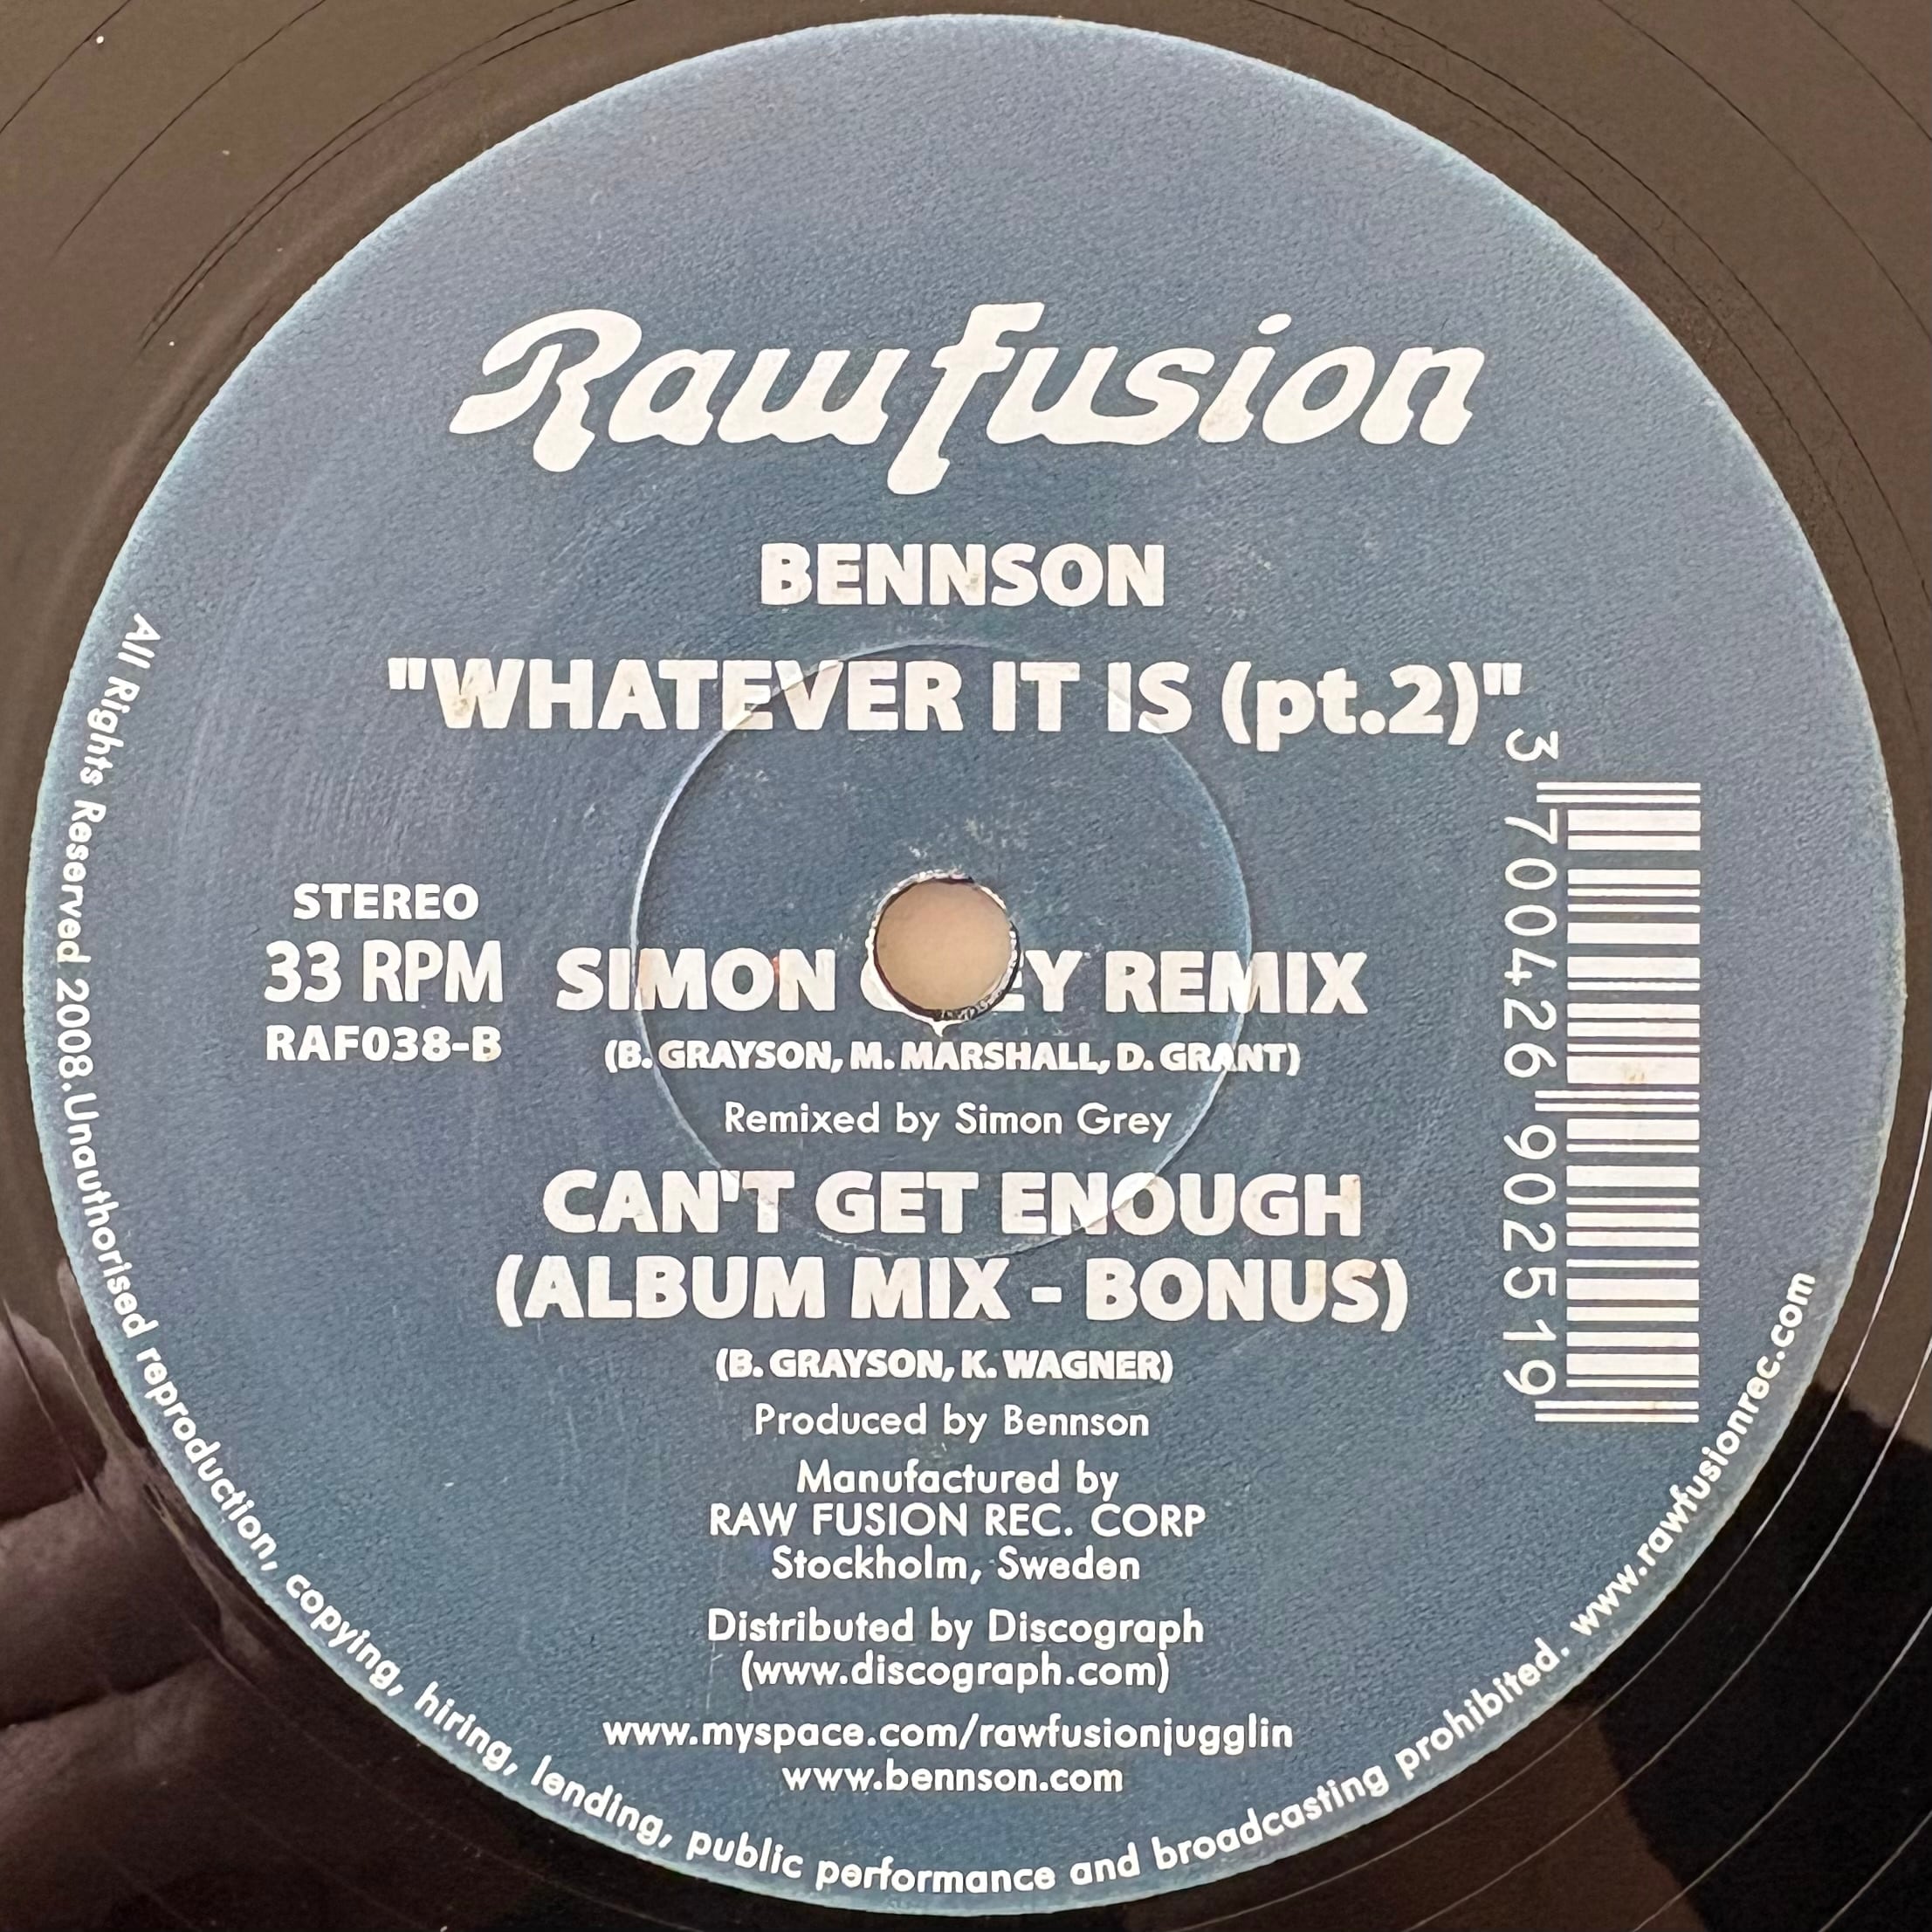 Rawfusion
BENNSON
"WHATEVER IT IS (pt.2)"
STEREO
33 RPM
RAF038-B
SIMON G EY REMIX
(B. GRAYSON, M. MARSHALL, D. GRANT)
Remixed by Simon Grey
CAN'T GET ENOUGH
(ALBUM MIX - BONUS)
(B. GRAYSON, K. WAGNER)
Produced by Bennson
Manufactured by
RAW FUSION REC. CORP
Stockholm, Sweden
Distributed by Discograph
(www.discograph.com)
www.myspace.com/rawfusionjugglin
www.bennson.com
3 700426 902519
All Rights Reserved 2008.Unauthorised reproduction, copying, hiring, lending, public performance and broadcasting prohibited. www.rawfusionrec.com